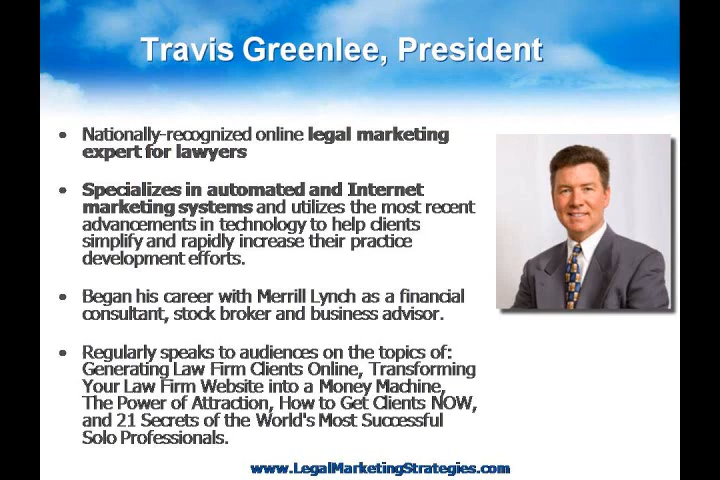 Travis Greenlee, President
• Nationally-recognized online legal marketing
expert for lawyers
• Specializes in automated and Internet
marketing systems and utilizes the most recent
advancements in technology to help clients
simplify and rapidly increase their practice
development efforts.
• Began his career with Merrill Lynch as a financial
consultant, stock broker and business advisor.
• Regularly speaks to audiences on the topics of:
Generating Law Firm Clients Online, Transforming
Your Law Firm Website into a Money Machine,
The Power of Attraction, How to Get Clients NOW,
and 21 Secrets of the World's Most Successful
Solo Professionals.
www.LegalMarketingStrategies.com